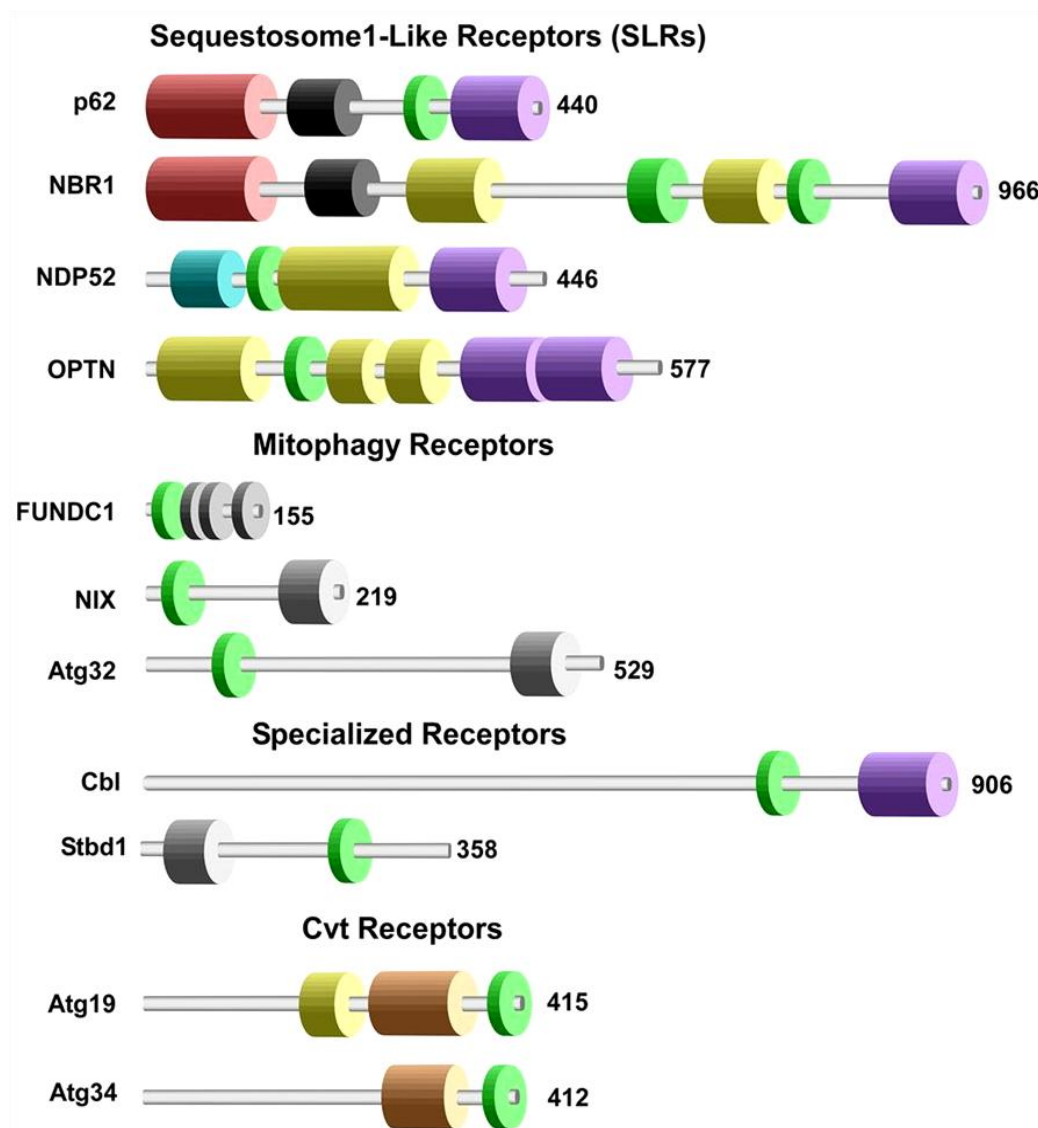 Sequestosome1-Like Receptors (SLRs)
p62 440
NBR1 966
NDP52 446
OPTN 577
Mitophagy Receptors
FUNDC1 155
NIX 219
Atg32 529
Specialized Receptors
Cbl 906
Stbd1 358
Cvt Receptors
Atg19 415
Atg34 412